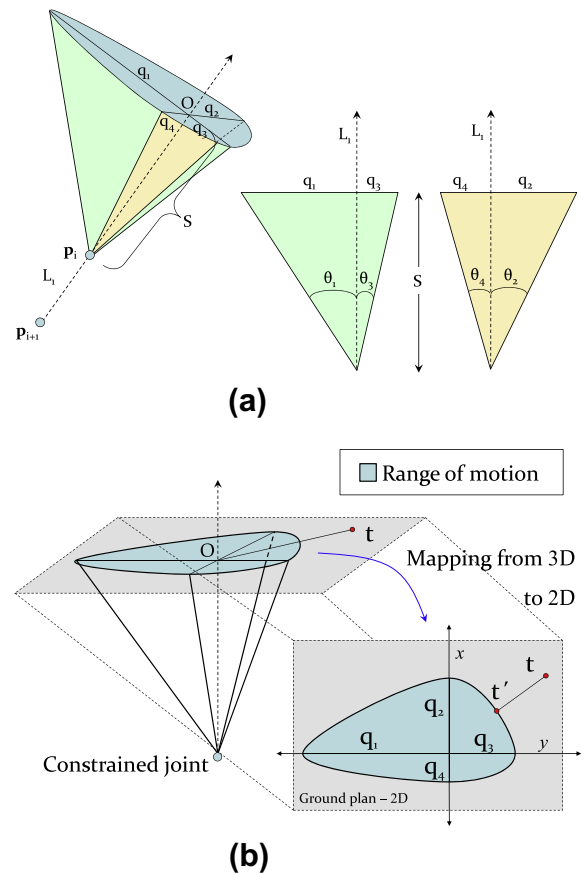 q₁
O
q₂
q₄
q₃
S
pᵢ
L₁
pᵢ₊₁
L₁
q₁
q₃
θ₁
θ₃
S
L₁
q₄
q₂
θ₄
θ₂
(a)
Range of motion
O
t
Mapping from 3D
to 2D
Constrained joint
x
t
t′
q₂
q₁
q₃
y
q₄
Ground plan – 2D
(b)